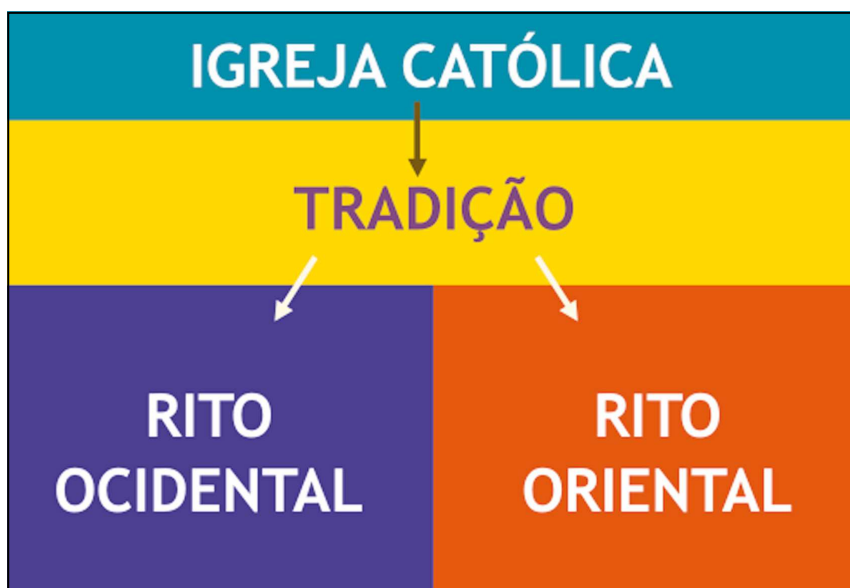 IGREJA CATÓLICA
TRADIÇÃO
RITO
OCIDENTAL
RITO
ORIENTAL